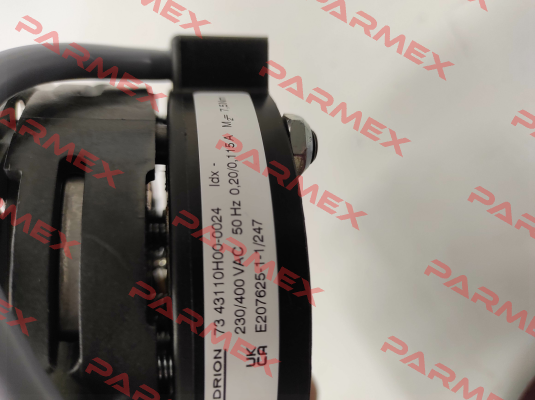 DRION 73 43110H00-0024 Idx -
230/400 VAC 50 Hz 0,20/0,115A M
UK
CA E207625-1-1/247
PARMEX
PARMEX
PARMEX
PARMEX
PARMEX
PARMEX